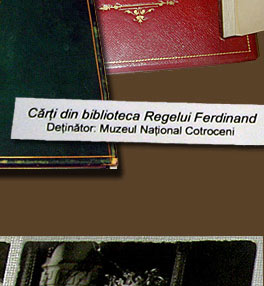 Cărți din biblioteca Regelui Ferdinand
Deținător: Muzeul Național Cotroceni